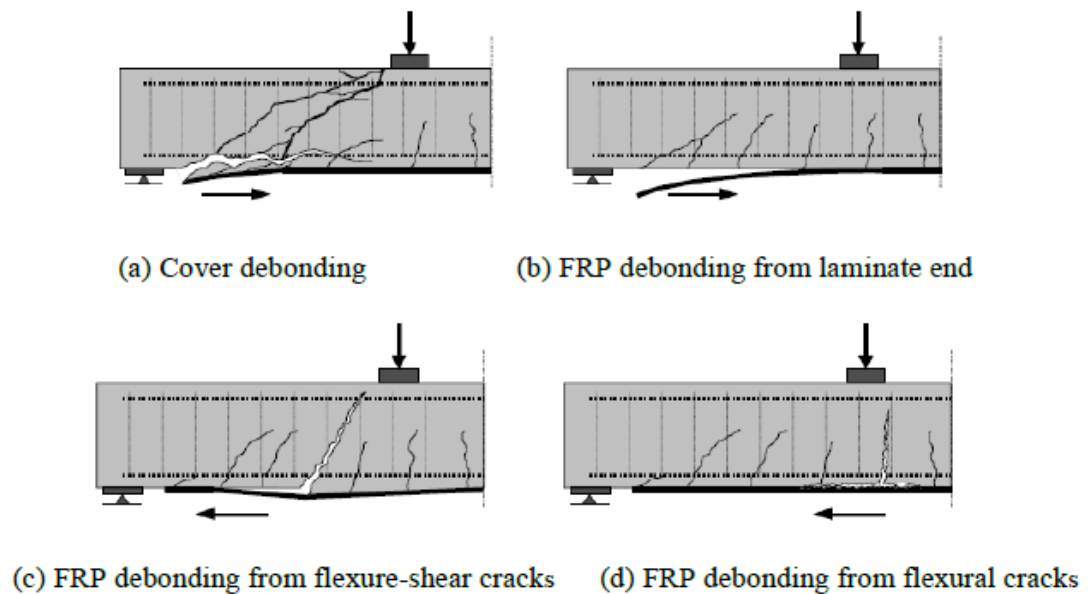 (a) Cover debonding
(b) FRP debonding from laminate end
(c) FRP debonding from flexure-shear cracks
(d) FRP debonding from flexural cracks